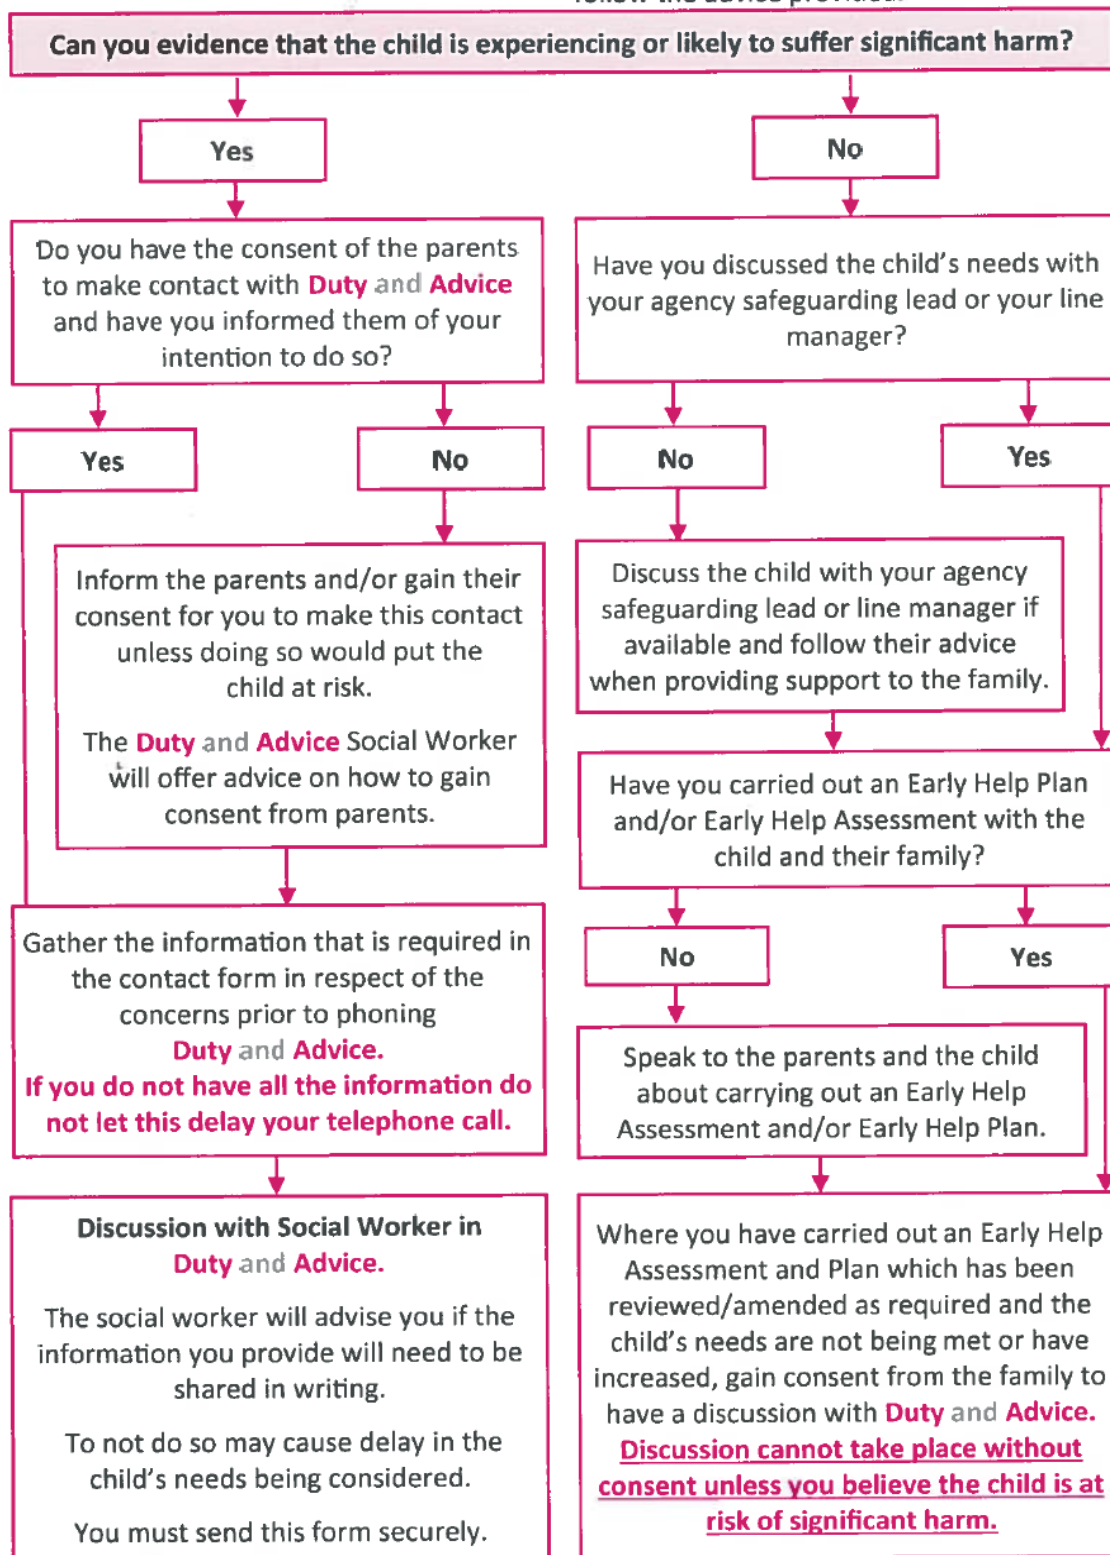 follow the advice provided.
Can you evidence that the child is experiencing or likely to suffer significant harm?
Yes
No
Do you have the consent of the parents
to make contact with Duty and Advice
and have you informed them of your
intention to do so?
Have you discussed the child's needs with
your agency safeguarding lead or your line
manager?
Yes
No
No
Yes
Inform the parents and/or gain their
consent for you to make this contact
unless doing so would put the
child at risk.
The Duty and Advice Social Worker
will offer advice on how to gain
consent from parents.
Discuss the child with your agency
safeguarding lead or line manager if
available and follow their advice
when providing support to the family.
Have you carried out an Early Help Plan
and/or Early Help Assessment with the
child and their family?
No
Yes
Gather the information that is required in
the contact form in respect of the
concerns prior to phoning
Duty and Advice.
If you do not have all the information do
not let this delay your telephone call.
Speak to the parents and the child
about carrying out an Early Help
Assessment and/or Early Help Plan.
Discussion with Social Worker in
Duty and Advice.
The social worker will advise you if the
information you provide will need to be
shared in writing.
To not do so may cause delay in the
child's needs being considered.
You must send this form securely.
Where you have carried out an Early Help
Assessment and Plan which has been
reviewed/amended as required and the
child's needs are not being met or have
increased, gain consent from the family to
have a discussion with Duty and Advice.
Discussion cannot take place without
consent unless you believe the child is at
risk of significant harm.